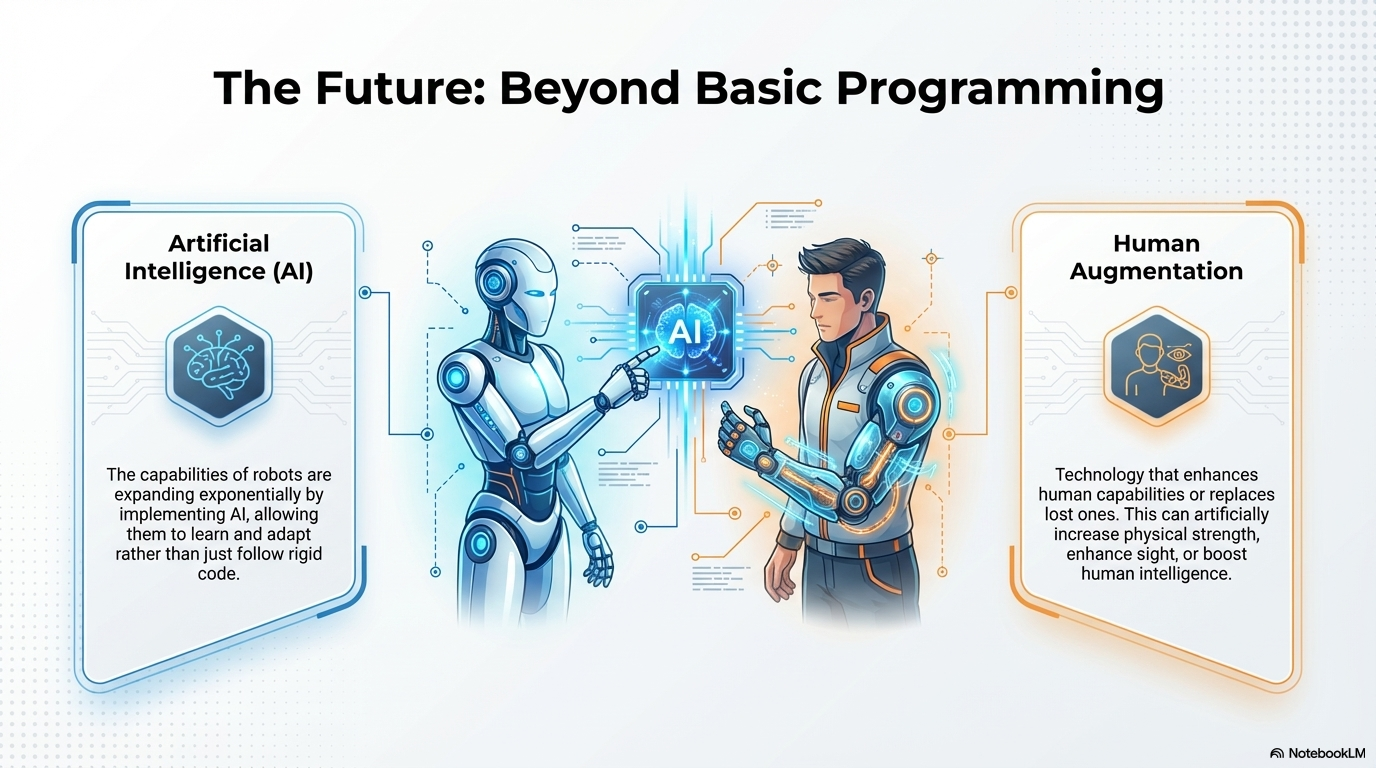 The Future: Beyond Basic Programming
Artificial
Intelligence (AI)
The capabilities of robots are
expanding exponentially by
implementing AI, allowing
them to learn and adapt
rather than just follow rigid
code.
AI
Human
Augmentation
Technology that enhances
human capabilities or replaces
lost ones. This can artificially
increase physical strength,
enhance sight, or boost
human intelligence.
NotebookLM